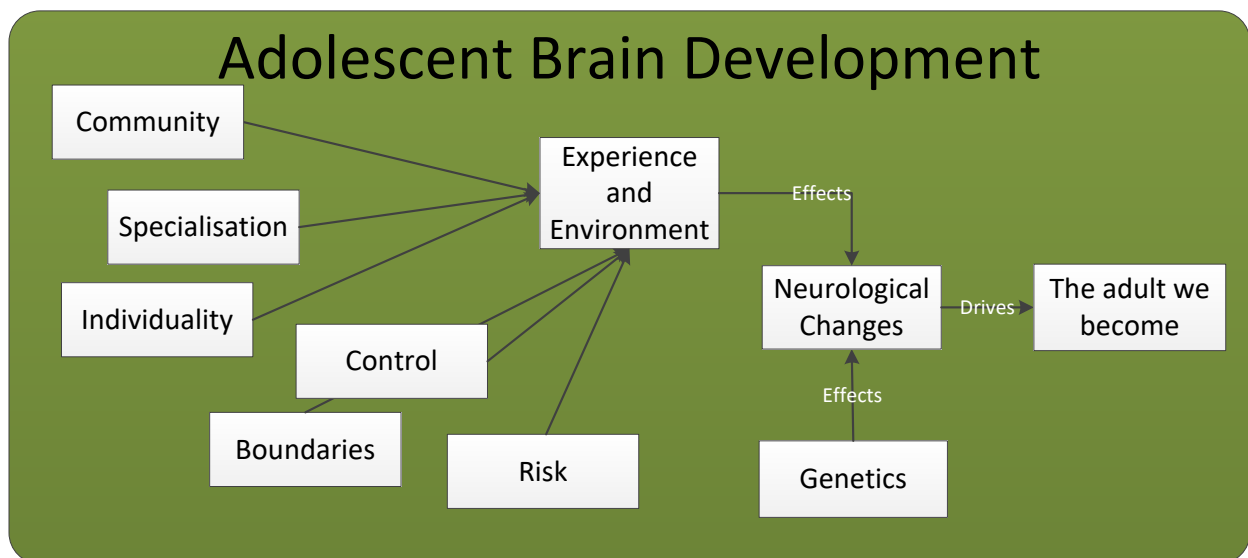 Adolescent Brain Development
Community
Specialisation
Individuality
Control
Boundaries
Risk
Experience
and
Environment
Effects
Neurological
Changes
Drives
The adult we
become
Effects
Genetics